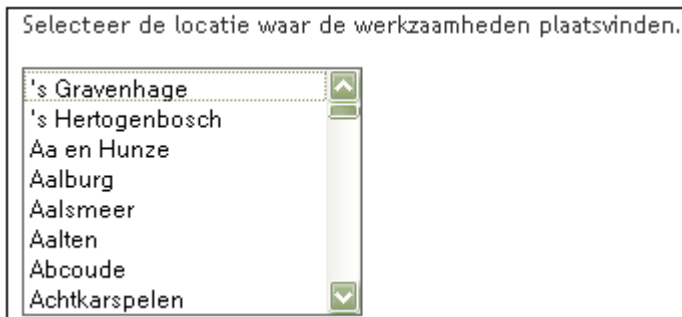 Selecteer de locatie waar de werkzaamheden plaatsvinden.
's Gravenhage
's Hertogenbosch
Aa en Hunze
Aalburg
Aalsmeer
Aalten
Abcoude
Achtkarspelen